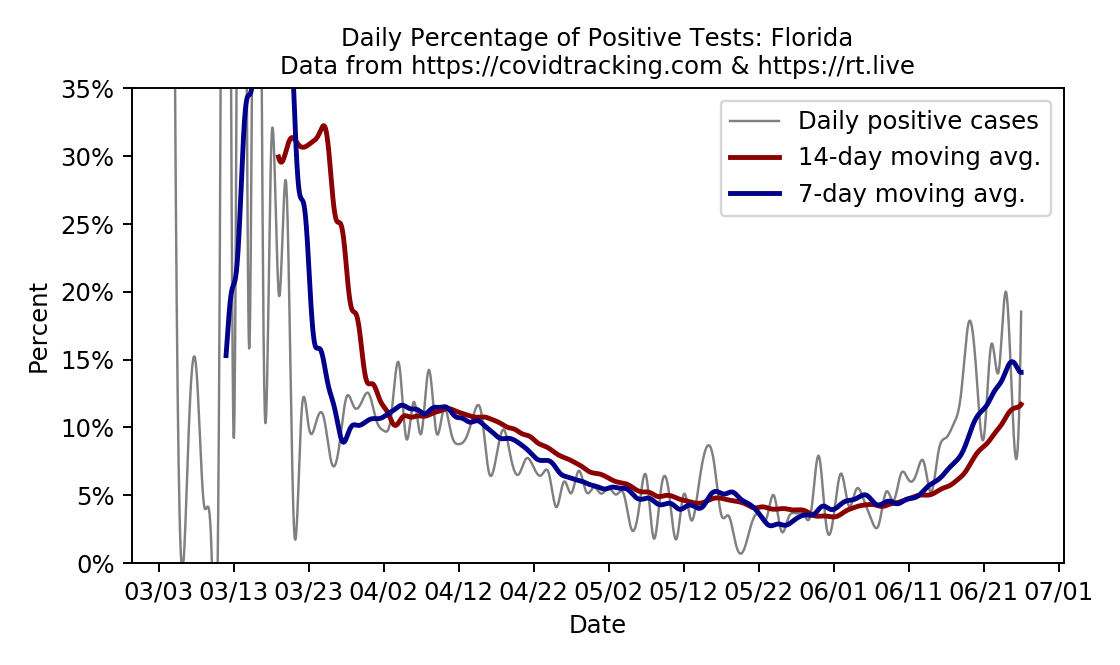 Daily Percentage of Positive Tests: Florida
Data from https://covidtracking.com & https://rt.live
35%
30%
25%
20%
15%
10%
5%
0%
Percent
Daily positive cases
14-day moving avg.
7-day moving avg.
03/03 03/13 03/23 04/02 04/12 04/22 05/02 05/12 05/22 06/01 06/11 06/21 07/01
Date